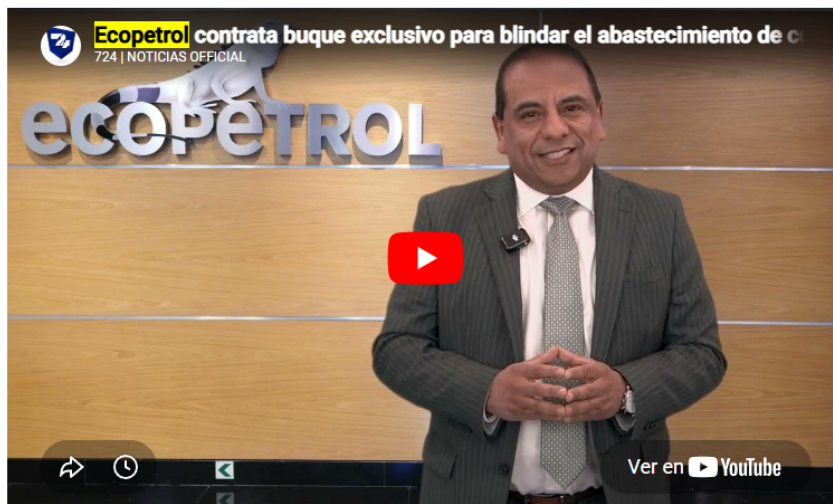 Ecopetrol contrata buque exclusivo para blindar el abastecimiento de
724 | NOTICIAS OFFICIAL
ecopetrol
Ver en YouTube